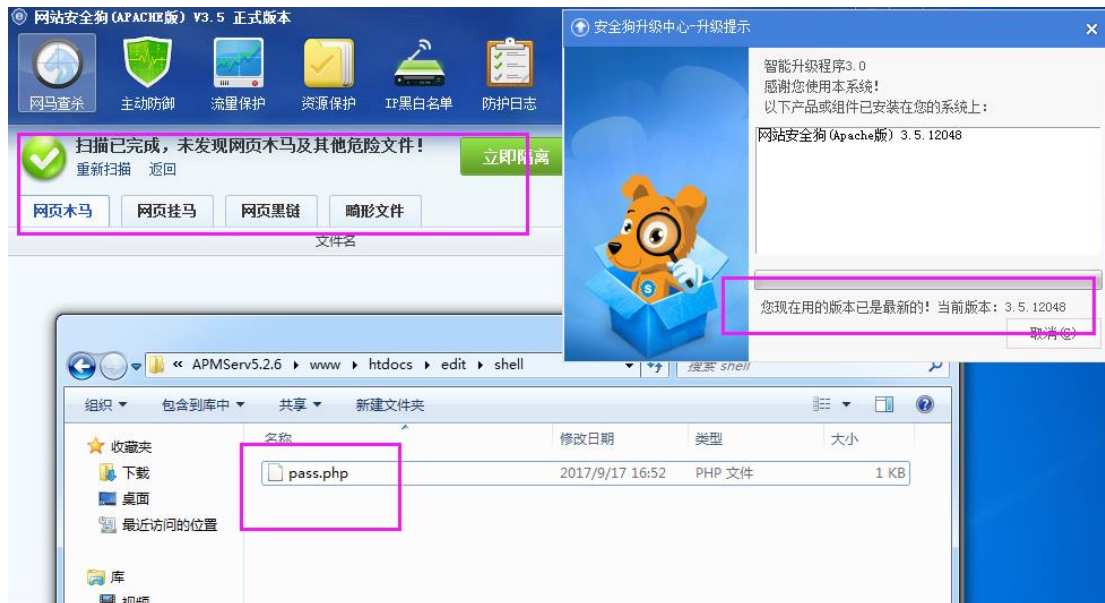 网站安全狗(APACHE版) V3.5 正式版本
网马查杀 主动防御 流量保护 资源保护 IP黑白名单 防护日志
扫描已完成，未发现网页木马及其他危险文件！
立即隔离
重新扫描 返回
网页木马 网页挂马 网页黑链 畸形文件
文件名
安全狗升级中心-升级提示
智能升级程序3.0
感谢您使用本系统!
以下产品或组件已安装在您的系统上:
网站安全狗(Apache版) 3.5.12048
S
您现在用的版本已是最新的! 当前版本: 3.5.12048
取消(C)
« APMServ5.2.6 ▸ www ▸ htdocs ▸ edit ▸ shell
搜索 shell
组织 包含到库中 共享 新建文件夹
名称 修改日期 类型 大小
收藏夹
下载
桌面
最近访问的位置
库
视频
pass.php 2017/9/17 16:52 PHP 文件 1 KB